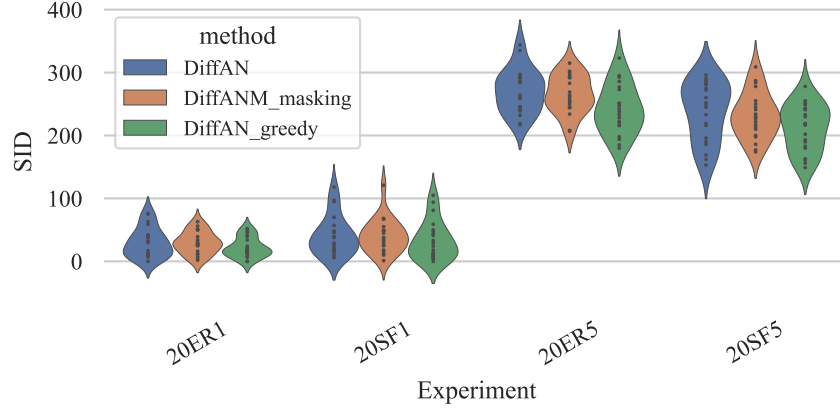 400
300
200
100
0
SID
method
DiffAN
DiffANM_masking
DiffAN_greedy
20ER1
20SF1
20ER5
20SF5
Experiment